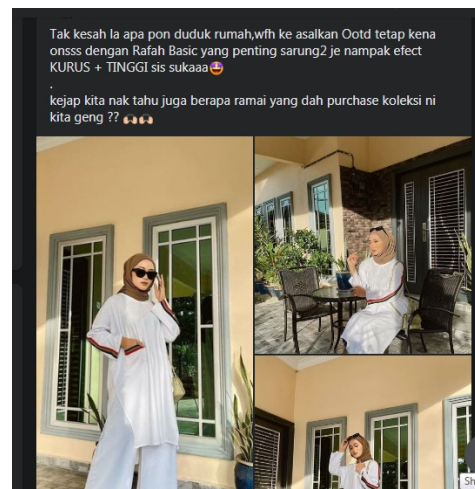 Tak kesah la apa pon duduk rumah,wfh ke asalkan Ootd tetap kena
onsss dengan Rafah Basic yang penting sarung2 je nampak efect
KURUS + TINGGI sis sukaaa🤩
.
kejap kita nak tahu juga berapa ramai yang dah purchase koleksi ni
kita geng ?? 🙌🏻🙌🏻
Sh